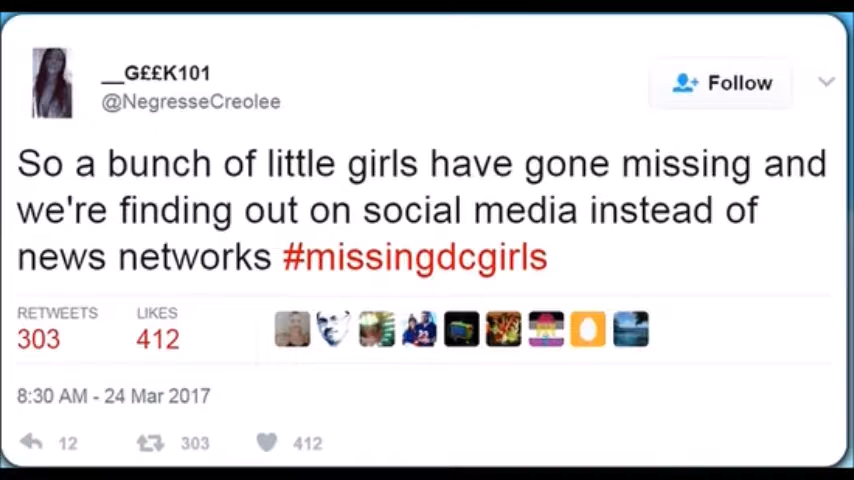 __G££K101
@NegresseCreolee
Follow
So a bunch of little girls have gone missing and
we're finding out on social media instead of
news networks #missingdcgirls
RETWEETS LIKES
303 412
8:30 AM - 24 Mar 2017
12 303 412